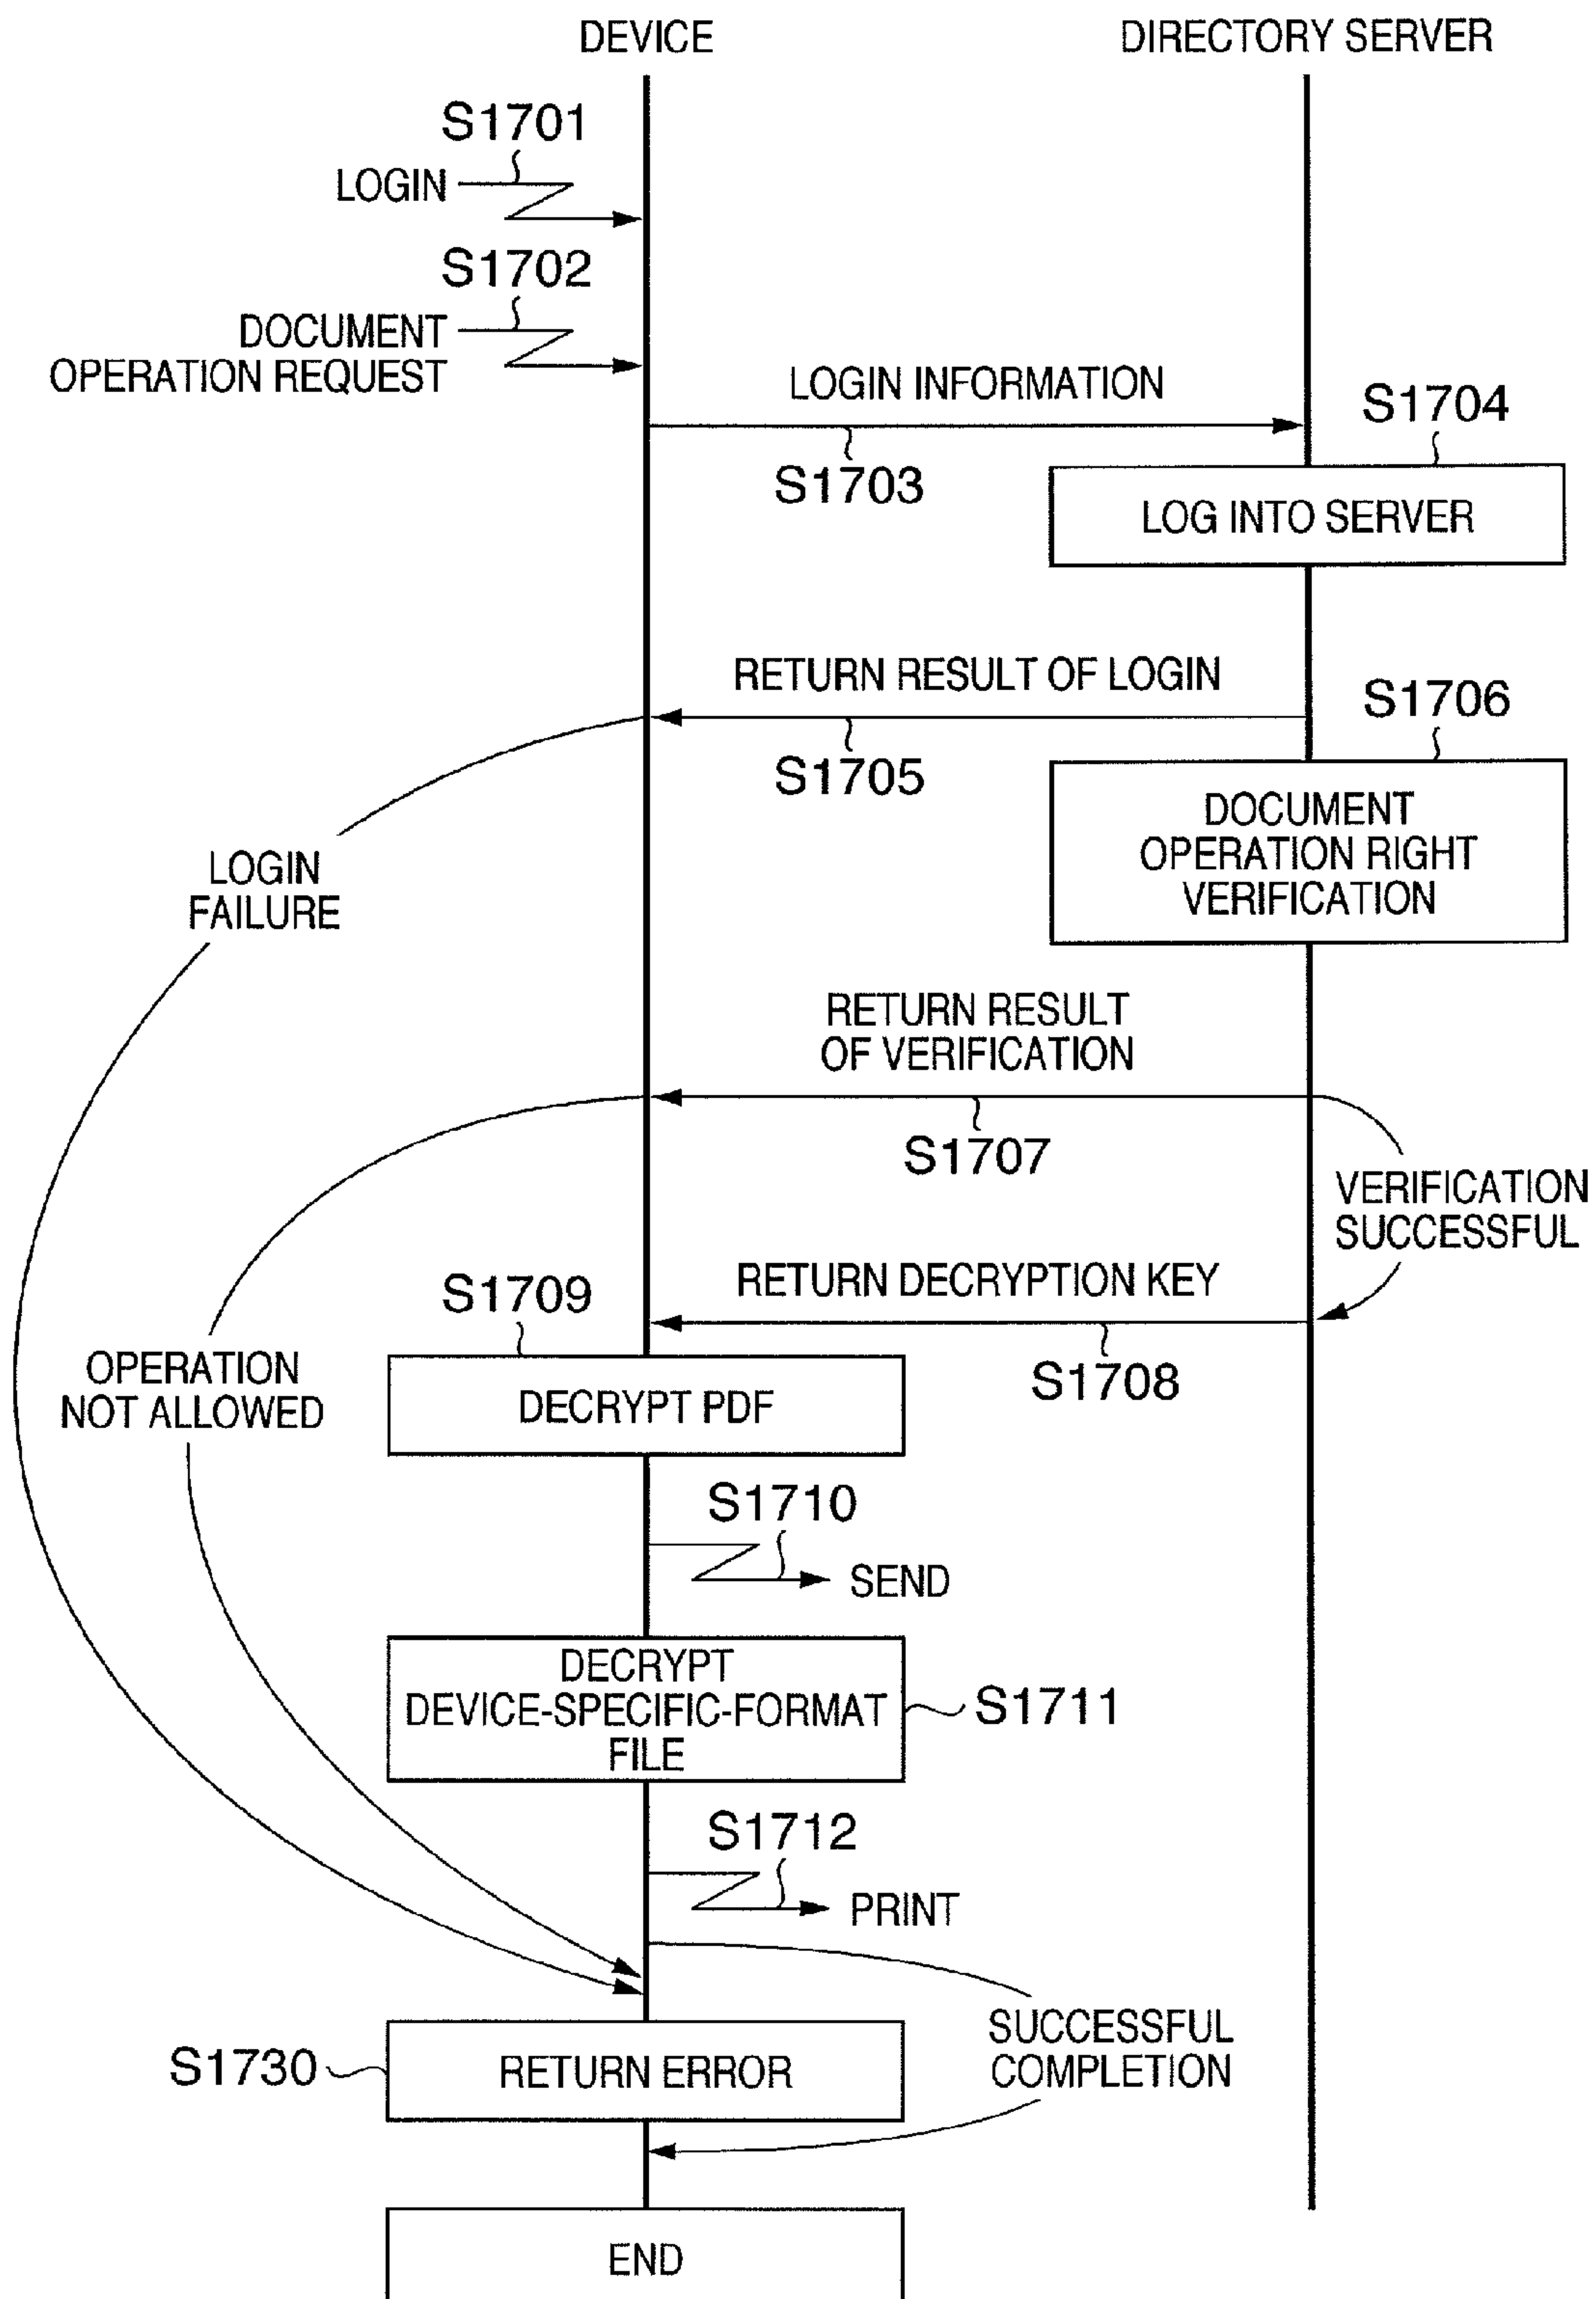 DEVICE
DIRECTORY SERVER
S1701
LOGIN
S1702
DOCUMENT
OPERATION REQUEST
LOGIN INFORMATION
S1703
S1704
LOG INTO SERVER
RETURN RESULT OF LOGIN
S1705
S1706
DOCUMENT
OPERATION RIGHT
VERIFICATION
LOGIN
FAILURE
RETURN RESULT
OF VERIFICATION
S1707
VERIFICATION
SUCCESSFUL
RETURN DECRYPTION KEY
S1708
S1709
DECRYPT PDF
OPERATION
NOT ALLOWED
S1710
SEND
DECRYPT
DEVICE-SPECIFIC-FORMAT
FILE
S1711
S1712
PRINT
SUCCESSFUL
COMPLETION
S1730
RETURN ERROR
END